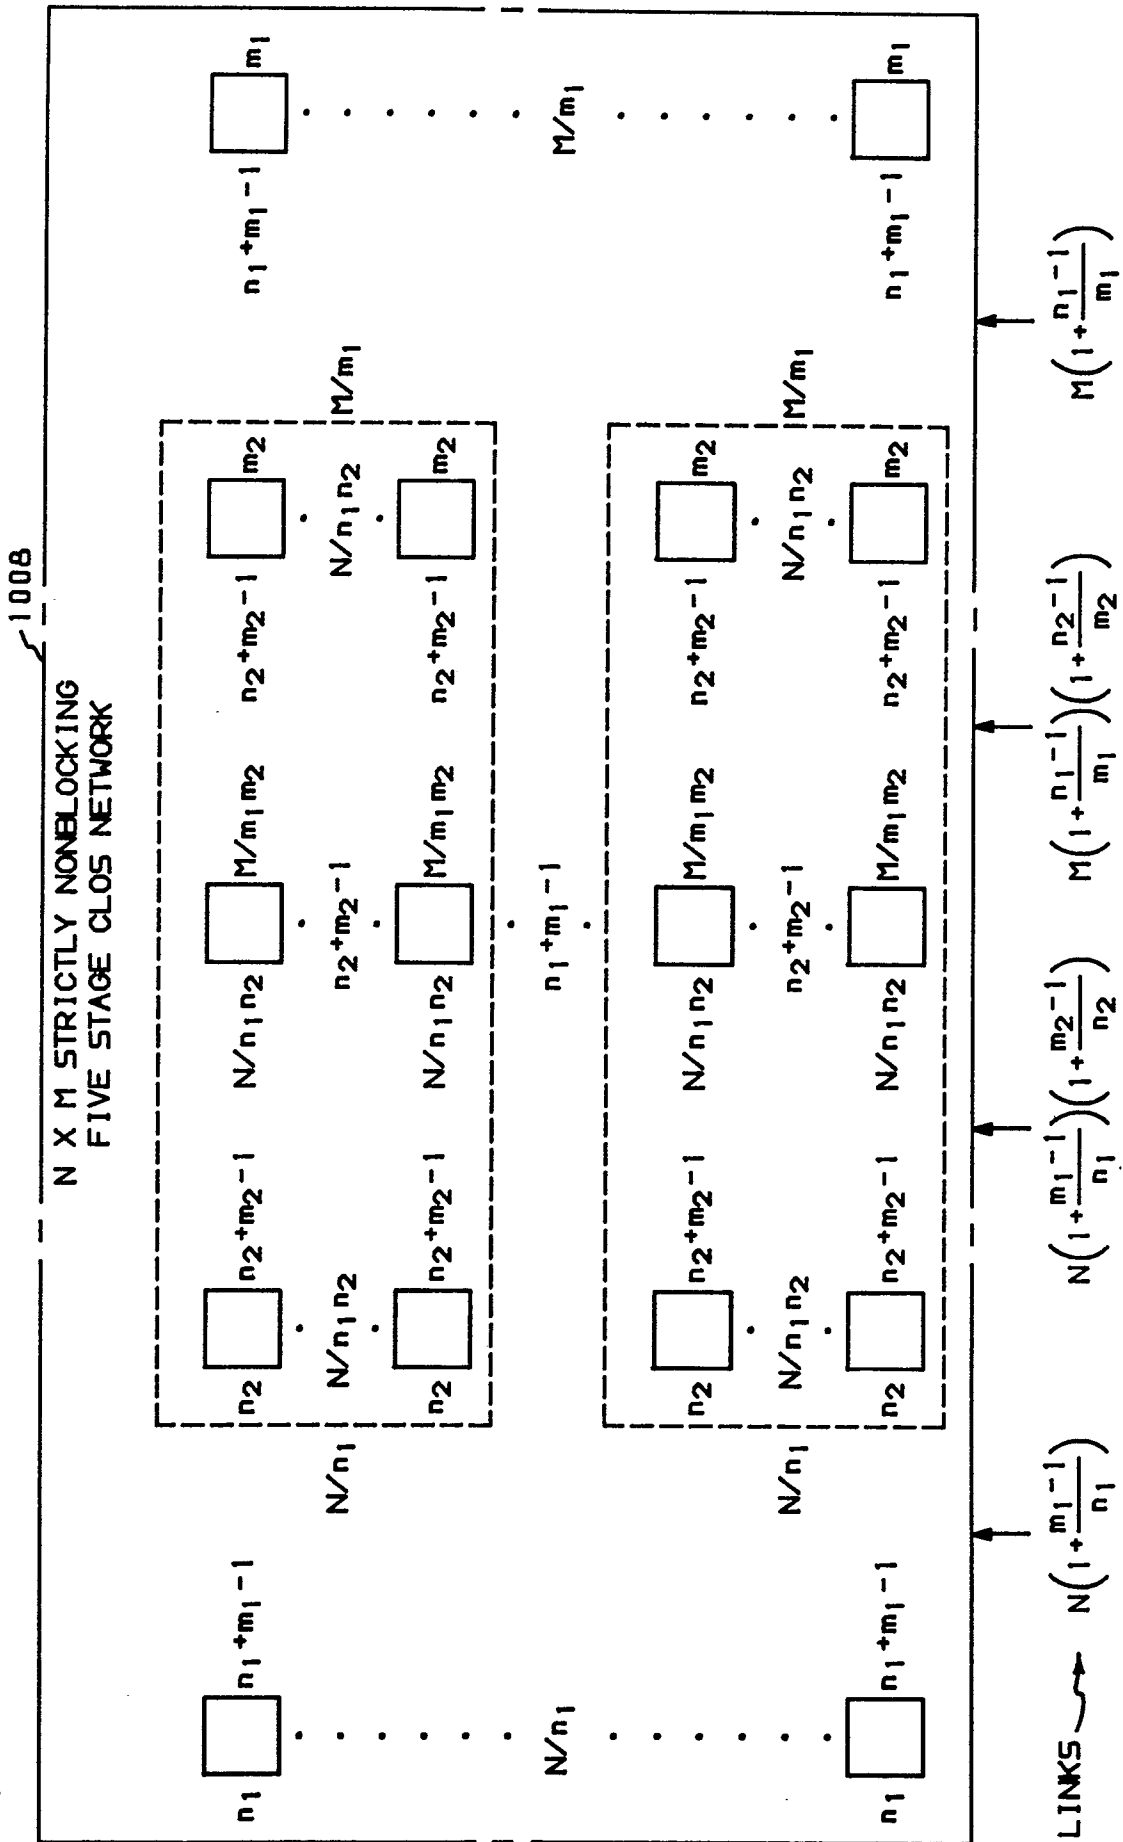 1008
N X M STRICTLY NONBLOCKING
FIVE STAGE CLOS NETWORK
n₁ n₁+m₁-1
N/n₁
n₁ n₁+m₁-1
N/n₁ M/m₁
n₂ n₂+m₂-1 N/n₁n₂ M/m₁m₂ n₂+m₂-1 m₂
N/n₁n₂ n₂+m₂-1 N/n₁n₂
n₂ n₂+m₂-1 N/n₁n₂ M/m₁m₂ n₂+m₂-1 m₂
n₁+m₁-1
N/n₁ M/m₁
n₂ n₂+m₂-1 N/n₁n₂ M/m₁m₂ n₂+m₂-1 m₂
N/n₁n₂ n₂+m₂-1 N/n₁n₂
n₂ n₂+m₂-1 N/n₁n₂ M/m₁m₂ n₂+m₂-1 m₂
n₁+m₁-1 m₁
M/m₁
n₁+m₁-1 m₁
LINKS N(1+(m₁-1)/n₁) N(1+(m₁-1)/n₁)(1+(m₂-1)/n₂) M(1+(n₁-1)/m₁)(1+(n₂-1)/m₂) M(1+(n₁-1)/m₁)